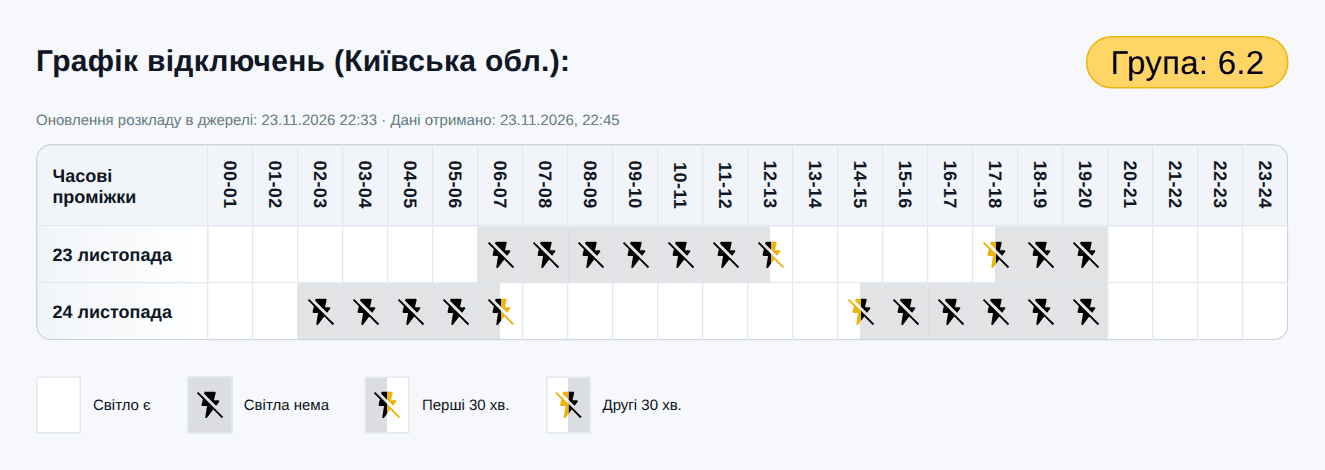 Графік відключень (Київська обл.):
Група: 6.2
Оновлення розкладу в джерелі: 23.11.2026 22:33 · Дані отримано: 23.11.2026, 22:45
Часові
проміжки
00-01
01-02
02-03
03-04
04-05
05-06
06-07
07-08
08-09
09-10
10-11
11-12
12-13
13-14
14-15
15-16
16-17
17-18
18-19
19-20
20-21
21-22
22-23
23-24
23 листопада
24 листопада
Світло є
Світла нема
Перші 30 хв.
Другі 30 хв.